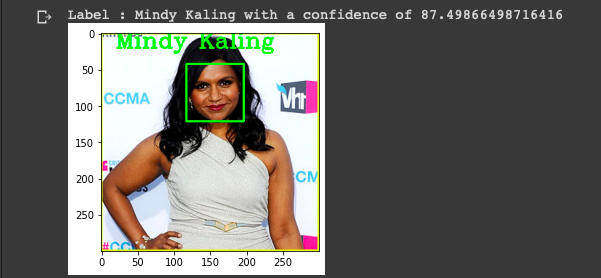 Label : Mindy Kaling with a confidence of 87.49866498716416
Mindy Kaling
0
50
CCMA
Vh1
100
150
CCM
200
250
#CC
0 50 100 150 200 250